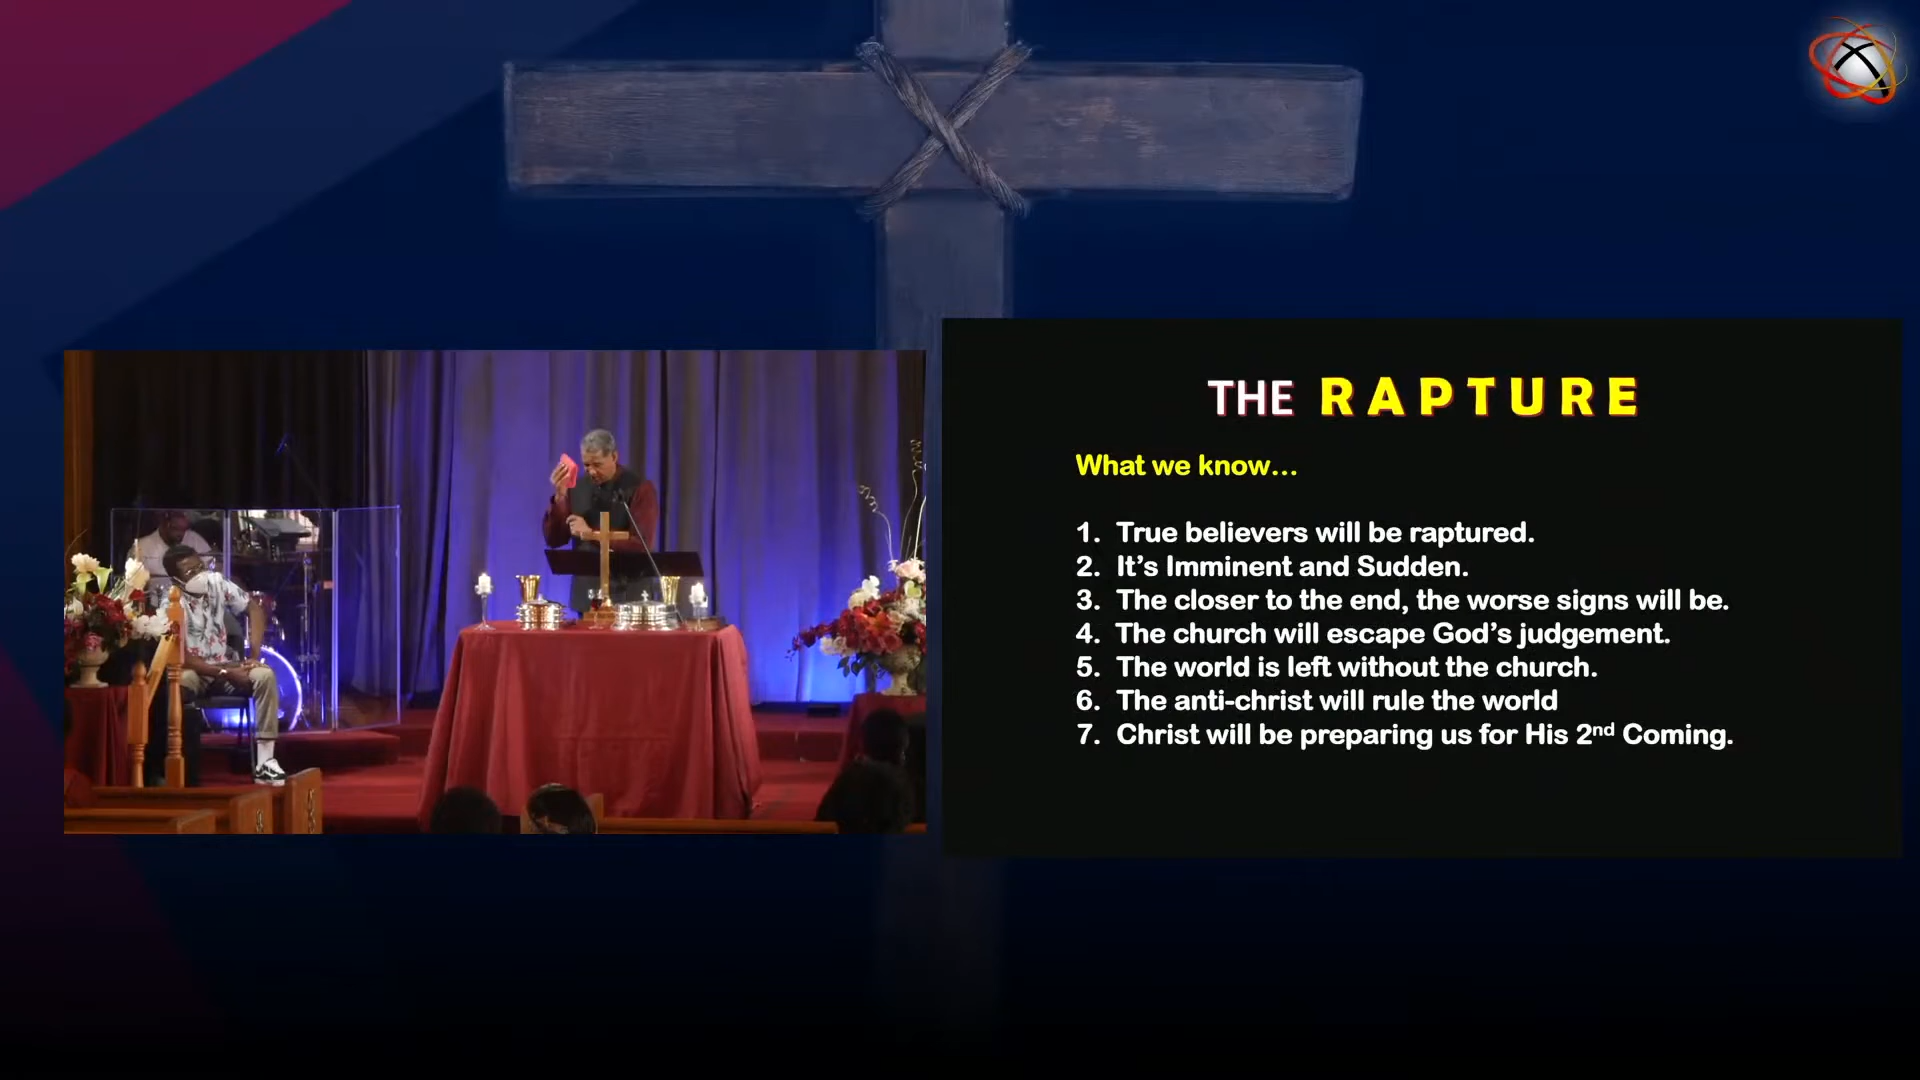 THE RAPTURE
What we know...
1. True believers will be raptured.
2. It's Imminent and Sudden.
3. The closer to the end, the worse signs will be.
4. The church will escape God's judgement.
5. The world is left without the church.
6. The anti-christ will rule the world
7. Christ will be preparing us for His 2nd Coming.